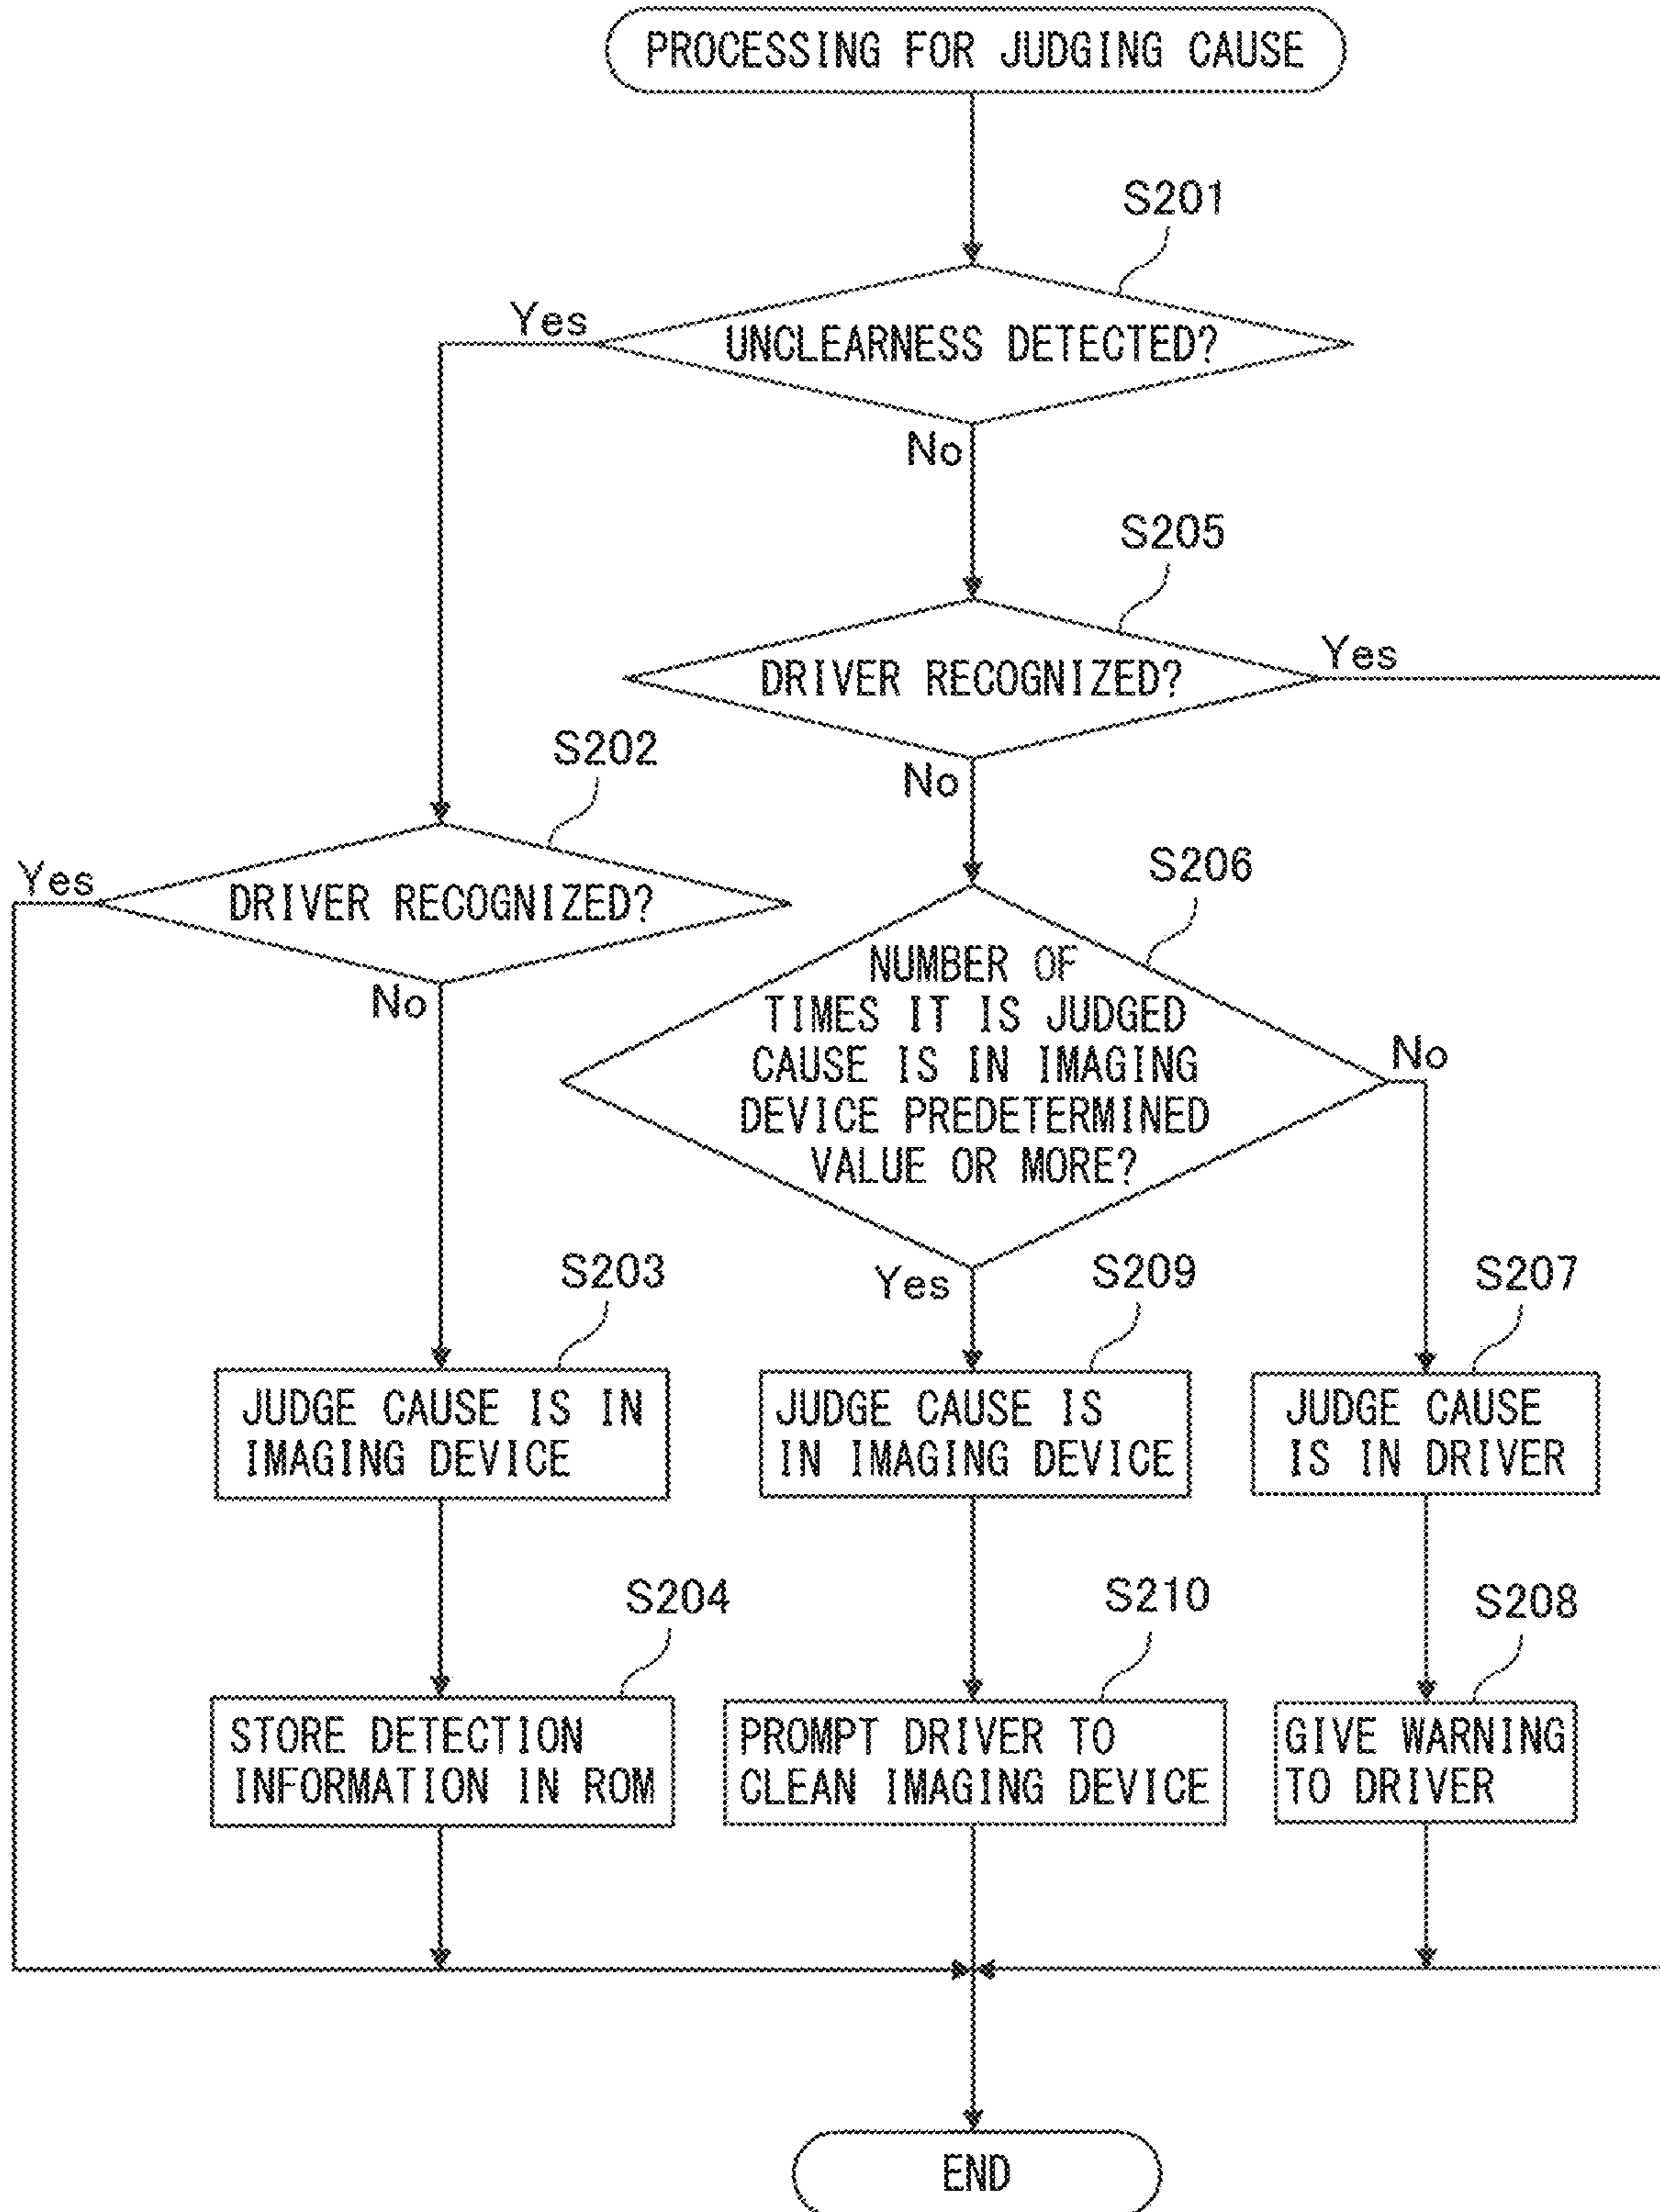 PROCESSING FOR JUDGING CAUSE
S201
Yes
UNCLEARNESS DETECTED?
No
S205
DRIVER RECOGNIZED?
Yes
No
S202
Yes
DRIVER RECOGNIZED?
No
S206
NUMBER OF
TIMES IT IS JUDGED
CAUSE IS IN IMAGING
DEVICE PREDETERMINED
VALUE OR MORE?
No
Yes
S203
JUDGE CAUSE IS IN
IMAGING DEVICE
S209
JUDGE CAUSE IS
IN IMAGING DEVICE
S207
JUDGE CAUSE
IS IN DRIVER
S204
STORE DETECTION
INFORMATION IN ROM
S210
PROMPT DRIVER TO
CLEAN IMAGING DEVICE
S208
GIVE WARNING
TO DRIVER
END